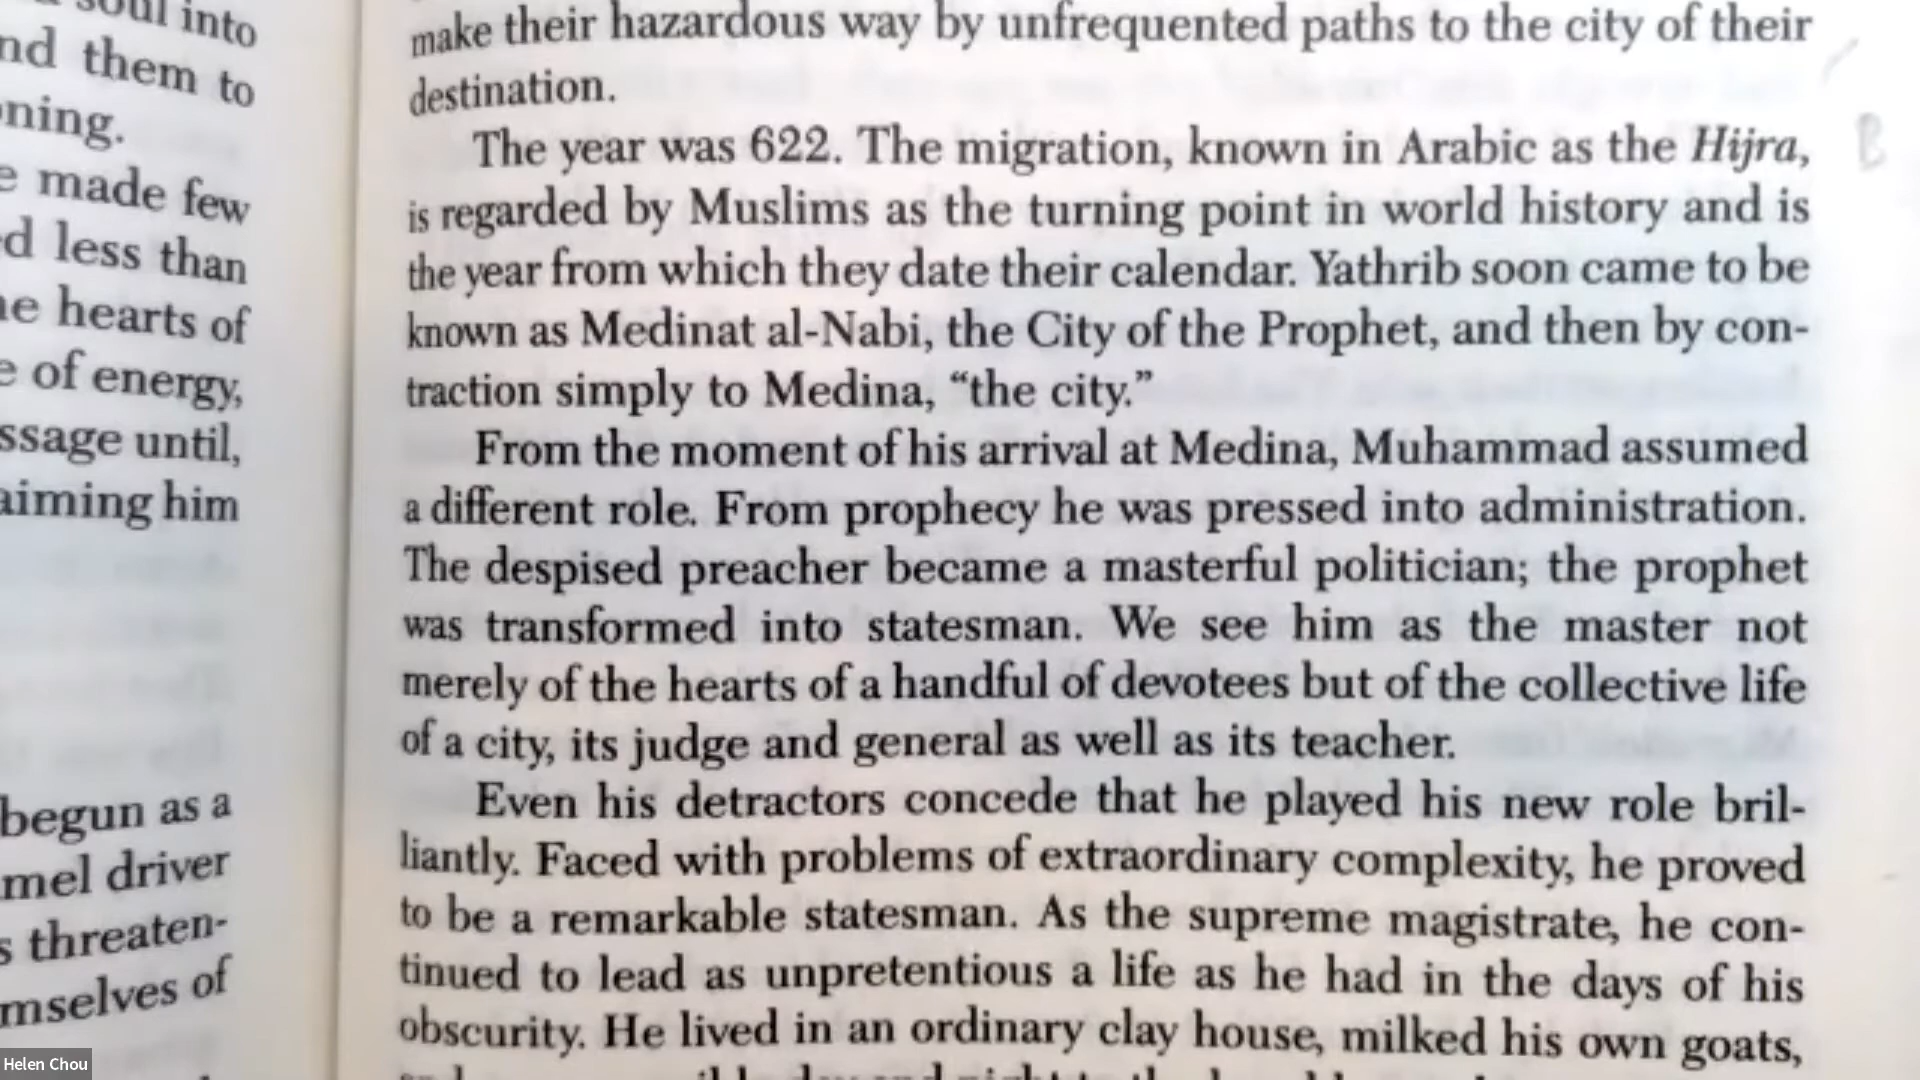 soul into
nd them to
ning.
e made few
d less than
e hearts of
e of energy,
ssage until,
aiming him
begun as a
mel driver
s threaten-
mselves of
make their hazardous way by unfrequented paths to the city of their
destination.
The year was 622. The migration, known in Arabic as the Hijra,
is regarded by Muslims as the turning point in world history and is
the year from which they date their calendar. Yathrib soon came to be
known as Medinat al-Nabi, the City of the Prophet, and then by con-
traction simply to Medina, “the city.”
From the moment of his arrival at Medina, Muhammad assumed
a different role. From prophecy he was pressed into administration.
The despised preacher became a masterful politician; the prophet
was transformed into statesman. We see him as the master not
merely of the hearts of a handful of devotees but of the collective life
of a city, its judge and general as well as its teacher.
Even his detractors concede that he played his new role bril-
liantly. Faced with problems of extraordinary complexity, he proved
to be a remarkable statesman. As the supreme magistrate, he con-
tinued to lead as unpretentious a life as he had in the days of his
obscurity. He lived in an ordinary clay house, milked his own goats,
B
Helen Chou